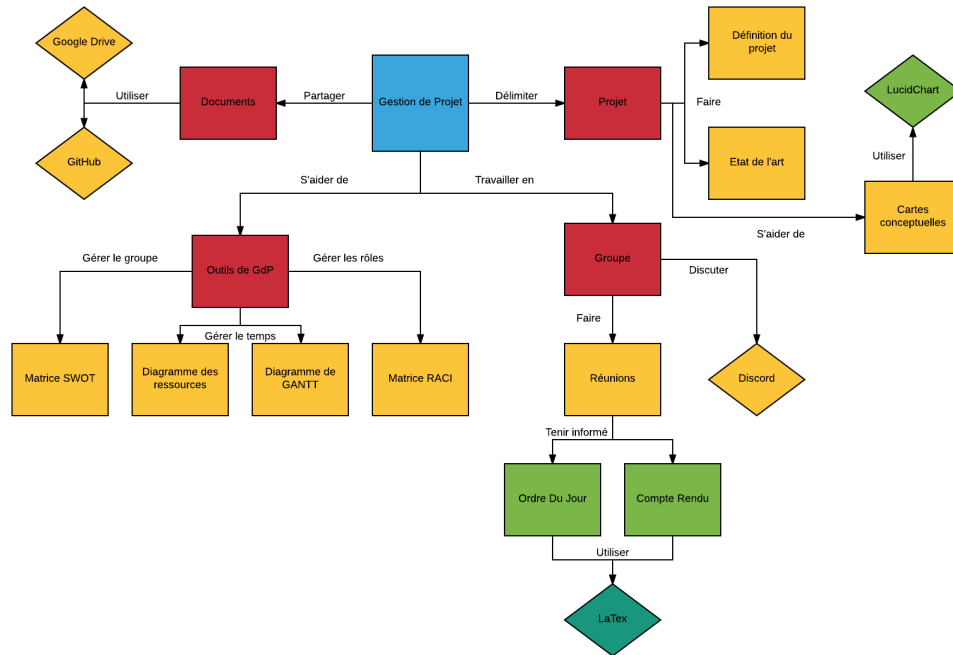 Google Drive
Définition du
projet
Utiliser
Documents
Partager
Gestion de Projet
Délimiter
Projet
Faire
LucidChart
GitHub
Etat de l'art
Utiliser
S'aider de
Travailler en
Cartes
conceptuelles
S'aider de
Gérer le groupe
Outils de GdP
Gérer les rôles
Groupe
Discuter
Faire
Gérer le temps
Matrice SWOT
Diagramme des
ressources
Diagramme de
GANTT
Matrice RACI
Réunions
Discord
Tenir informé
Ordre Du Jour
Compte Rendu
Utiliser
LaTex